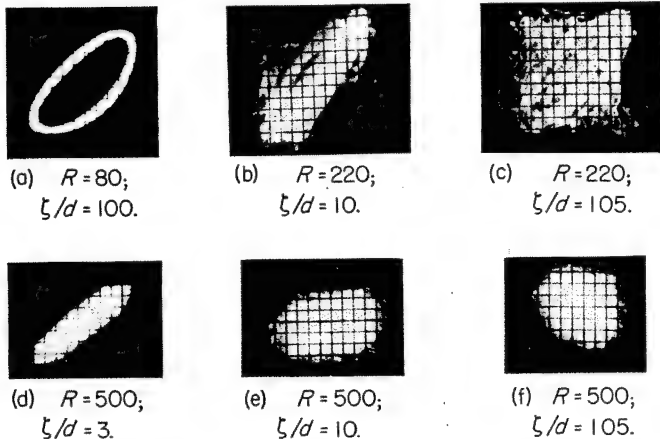 (a) R=80;
ζ/d=100.
(b) R=220;
ζ/d=10.
(c) R=220;
ζ/d=105.
(d) R=500;
ζ/d=3.
(e) R=500;
ζ/d=10.
(f) R=500;
ζ/d=105.